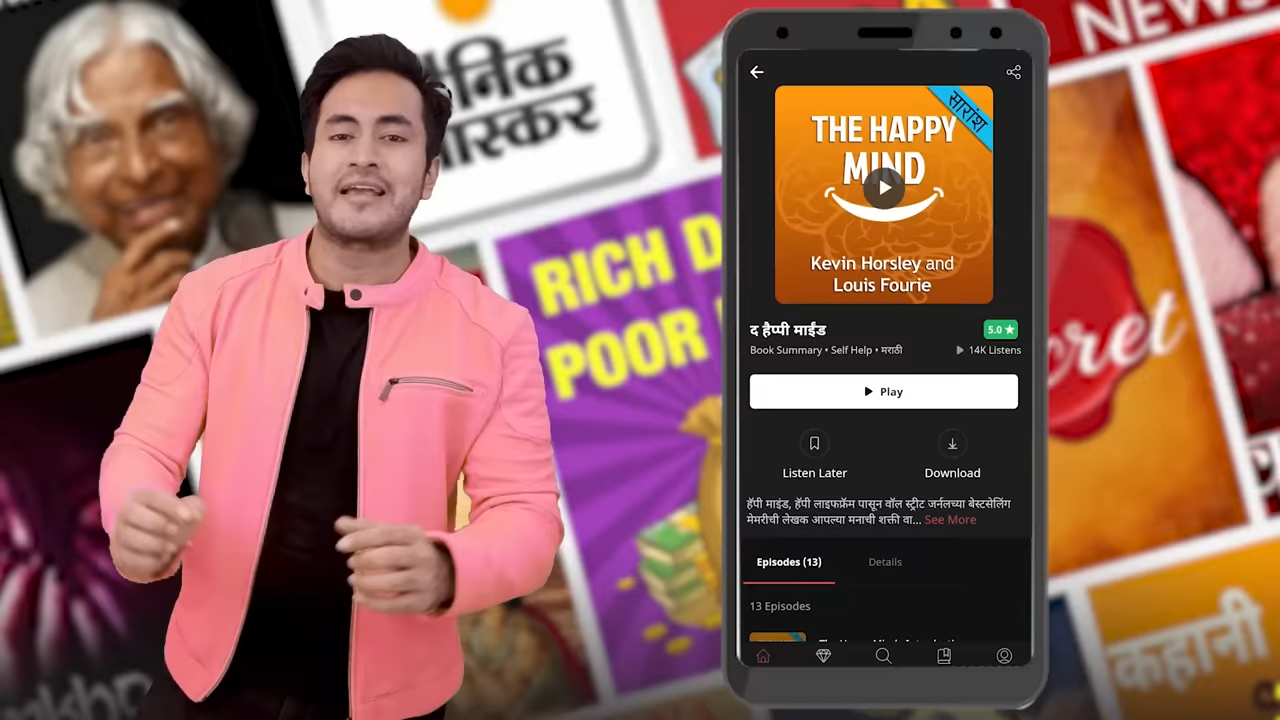 NEWS
RICH D
POOR
cret
कहानी
सारांश
THE HAPPY
MIND
Kevin Horsley and
Louis Fourie
द हैप्पी माईंड
5.0 ★
Book Summary • Self Help • मराठी
14K Listens
Play
Listen Later
Download
हॅपी माइंड, हॅपी लाइफफ्रॅम पासून वॉल स्ट्रीट जर्नलच्या बेस्टसेलिंग
मेमरीची लेखक आपल्या मनाची शक्ती वा... See More
Episodes (13)
Details
13 Episodes